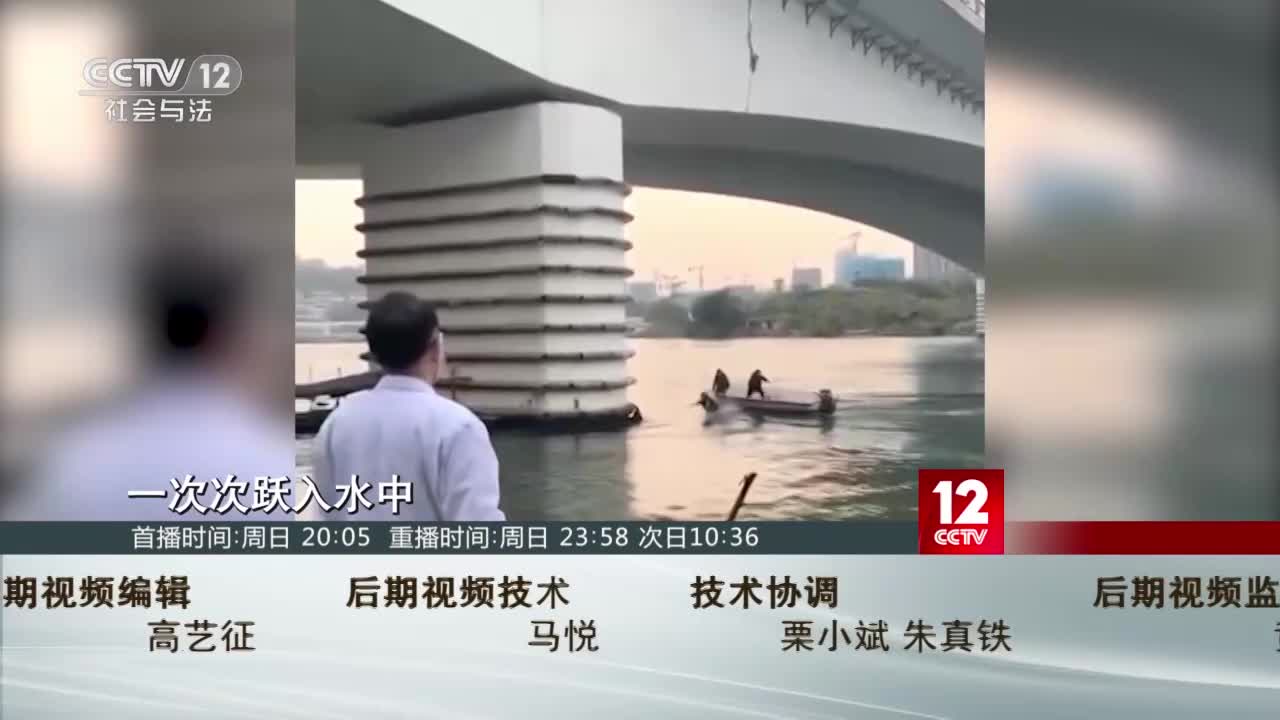 CCTV 12
社会与法
一次次跃入水中
首播时间:周日 20:05 重播时间:周日 23:58 次日10:36
12
CCTV
期视频编辑 后期视频技术 技术协调 后期视频监
高艺征 马悦 栗小斌 朱真铁